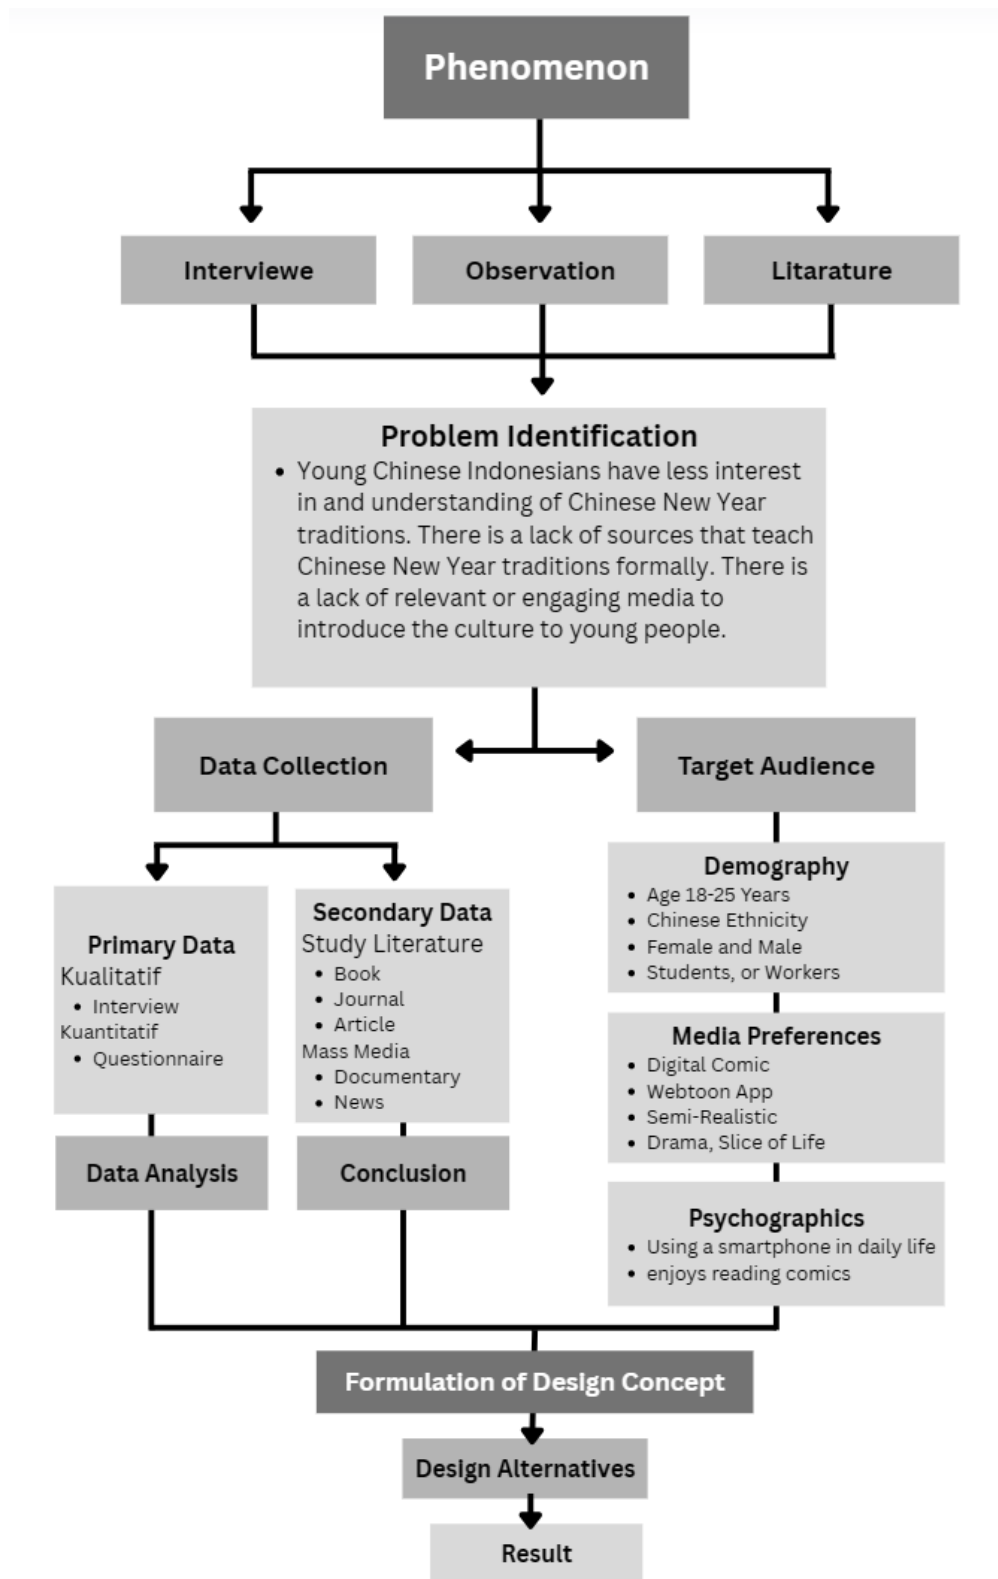 Phenomenon
Interviewe
Observation
Litarature
Problem Identification
• Young Chinese Indonesians have less interest
in and understanding of Chinese New Year
traditions. There is a lack of sources that teach
Chinese New Year traditions formally. There is
a lack of relevant or engaging media to
introduce the culture to young people.
Data Collection
Primary Data
Kualitatif
• Interview
Kuantitatif
• Questionnaire
Data Analysis
Secondary Data
Study Literature
• Book
• Journal
• Article
Mass Media
• Documentary
• News
Conclusion
Target Audience
Demography
• Age 18-25 Years
• Chinese Ethnicity
• Female and Male
• Students, or Workers
Media Preferences
• Digital Comic
• Webtoon App
• Semi-Realistic
• Drama, Slice of Life
Psychographics
• Using a smartphone in daily life
• enjoys reading comics
Formulation of Design Concept
Design Alternatives
Result